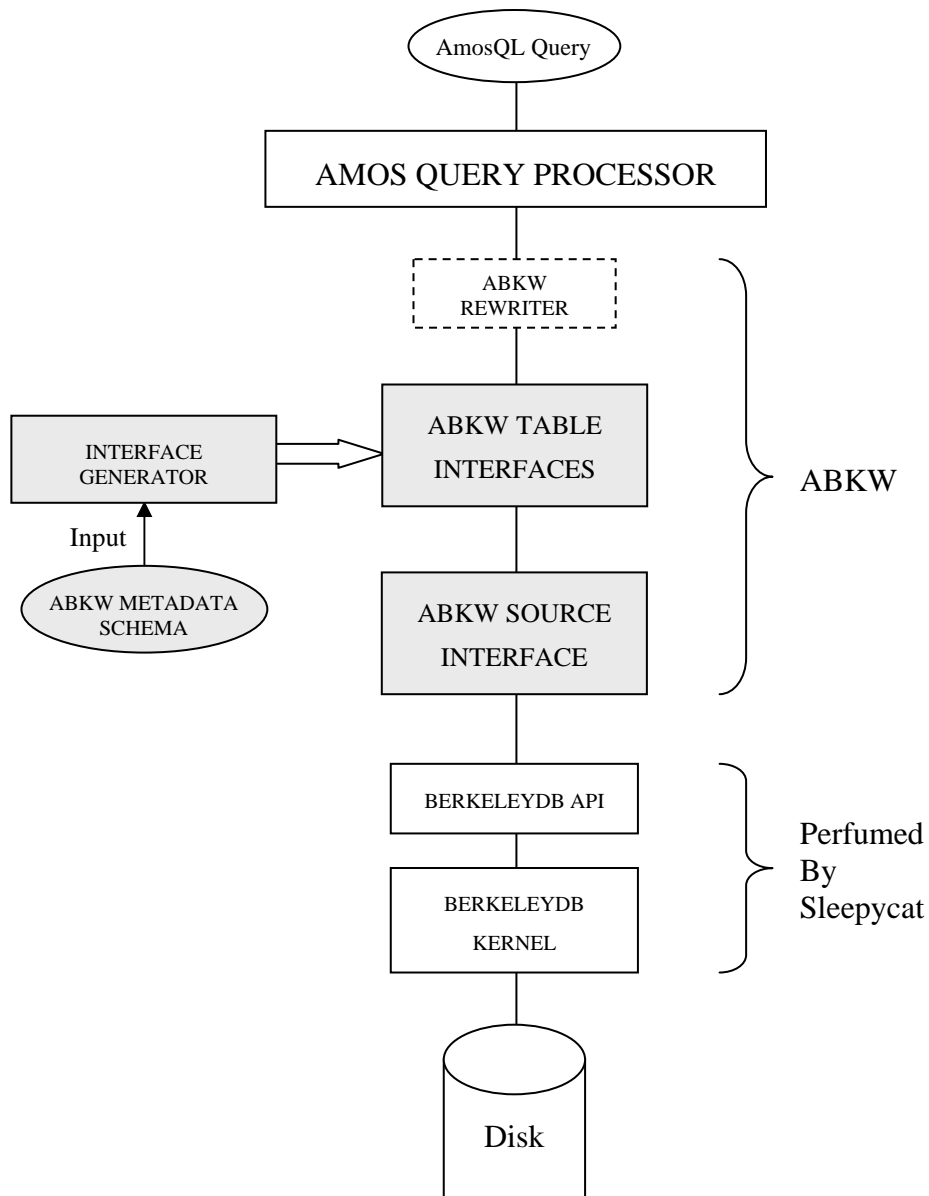 AmosQL Query
AMOS QUERY PROCESSOR
ABKW
REWRITER
ABKW TABLE
INTERFACES
INTERFACE
GENERATOR
ABKW
Input
ABKW METADATA
SCHEMA
ABKW SOURCE
INTERFACE
BERKELEYDB API
Perfumed
By
Sleepycat
BERKELEYDB
KERNEL
Disk